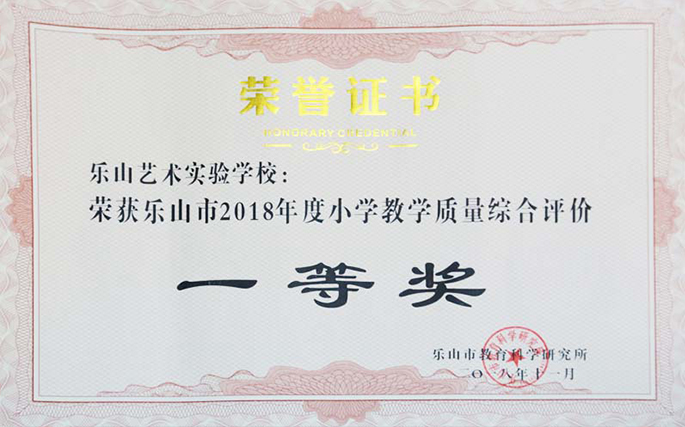 荣誉证书
HONORARY CREDENTIAL
乐山艺术实验学校：
荣获乐山市2018年度小学教学质量综合评价
一等奖
乐山市教育科学研究所
二〇一八年十一月